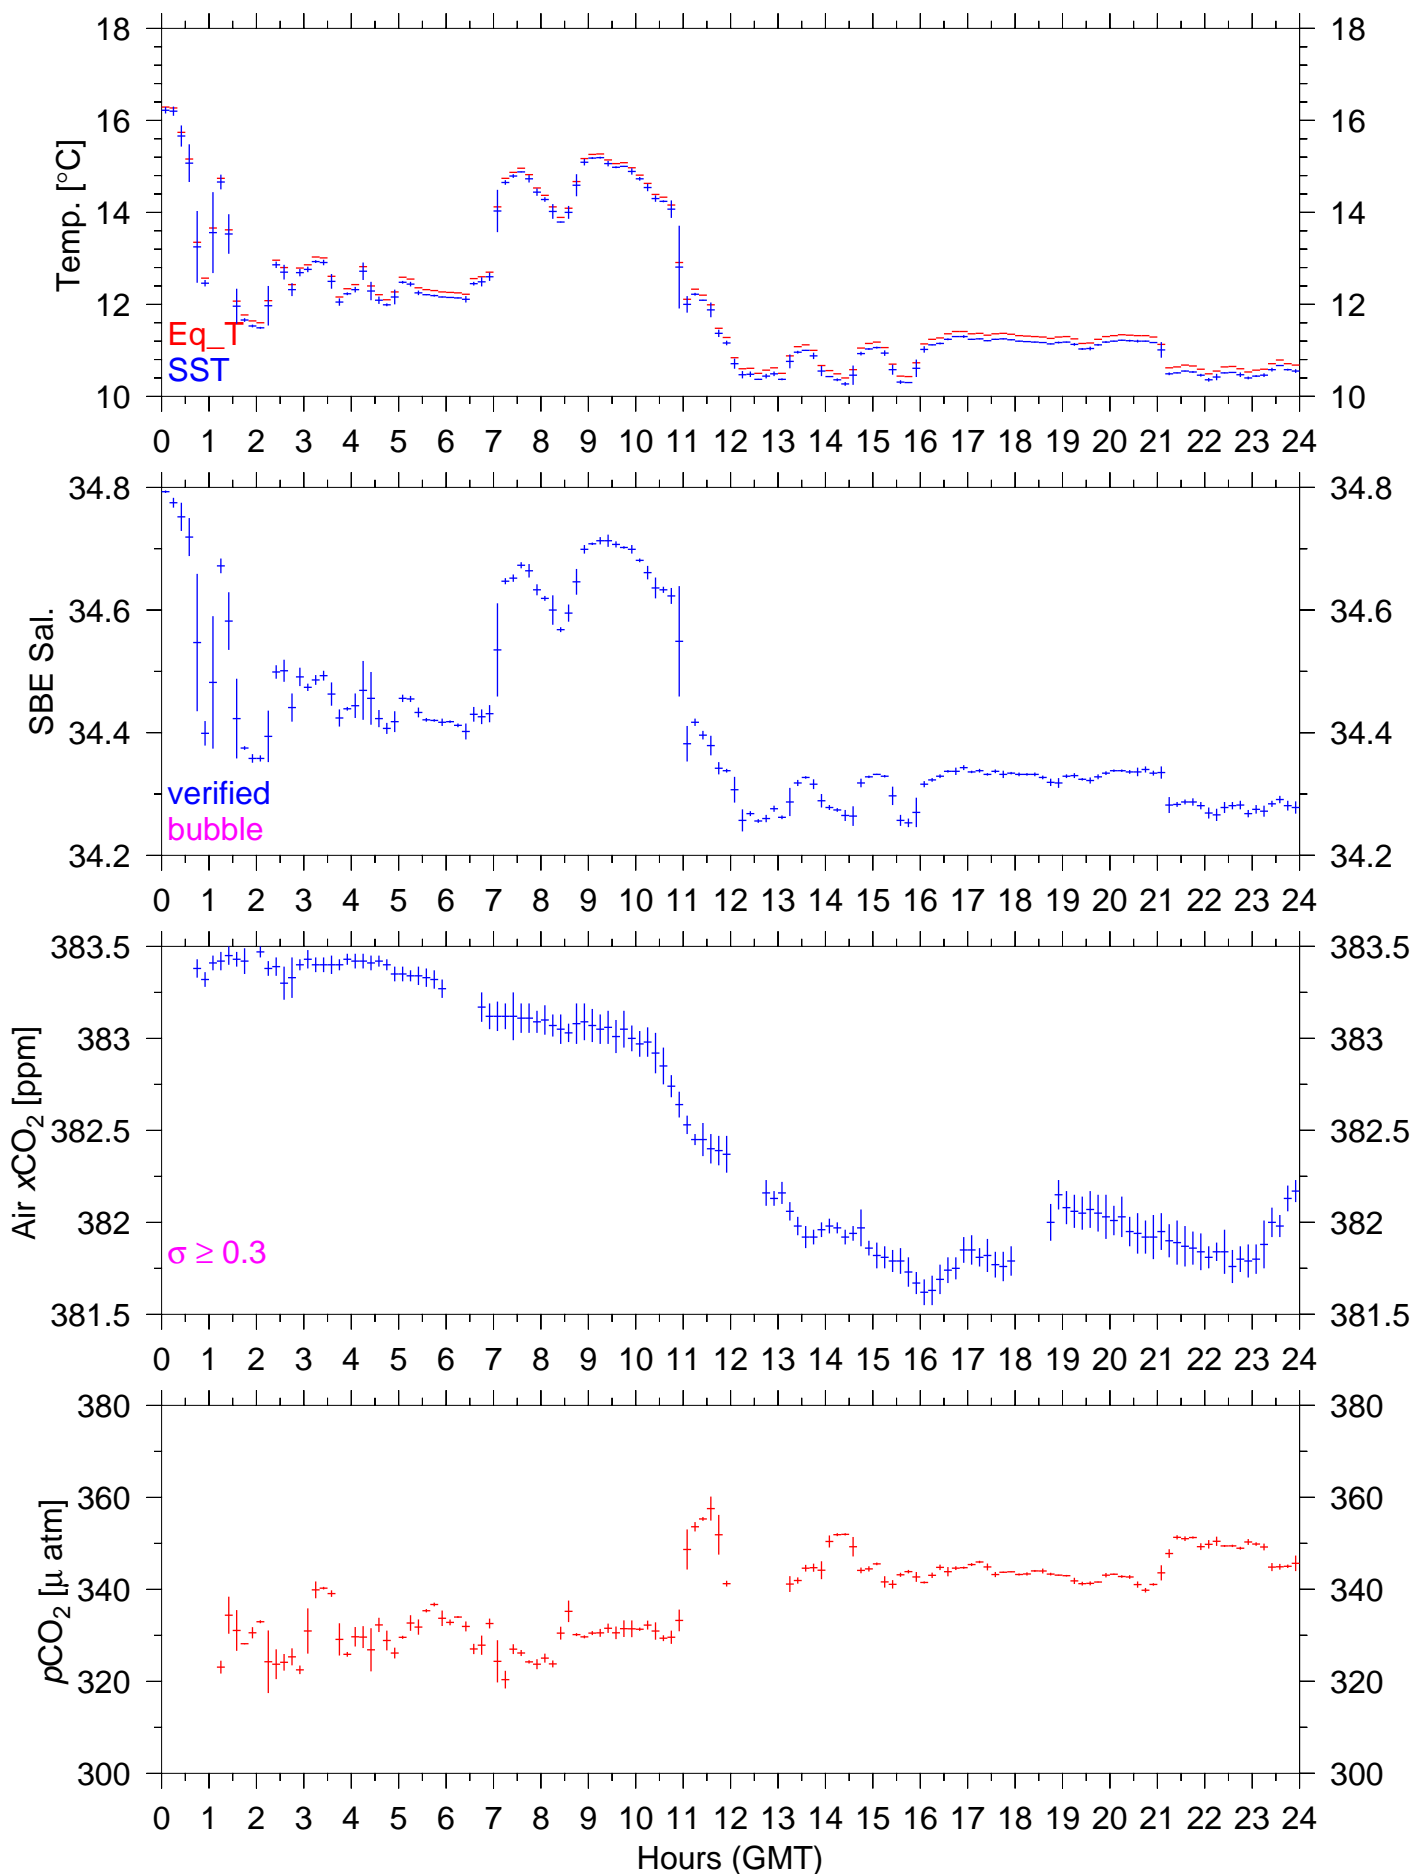 18 18
16 16
14 14
12 12
10 10
Temp. [°C]
Eq_T
SST
0 1 2 3 4 5 6 7 8 9 10 11 12 13 14 15 16 17 18 19 20 21 22 23 24
34.8 34.8
34.6 34.6
34.4 34.4
34.2 34.2
SBE Sal.
verified
bubble
0 1 2 3 4 5 6 7 8 9 10 11 12 13 14 15 16 17 18 19 20 21 22 23 24
383.5 383.5
383 383
382.5 382.5
382 382
381.5 381.5
Air xCO₂ [ppm]
σ ≥ 0.3
0 1 2 3 4 5 6 7 8 9 10 11 12 13 14 15 16 17 18 19 20 21 22 23 24
380 380
360 360
340 340
320 320
300 300
pCO₂ [μ atm]
0 1 2 3 4 5 6 7 8 9 10 11 12 13 14 15 16 17 18 19 20 21 22 23 24
Hours (GMT)